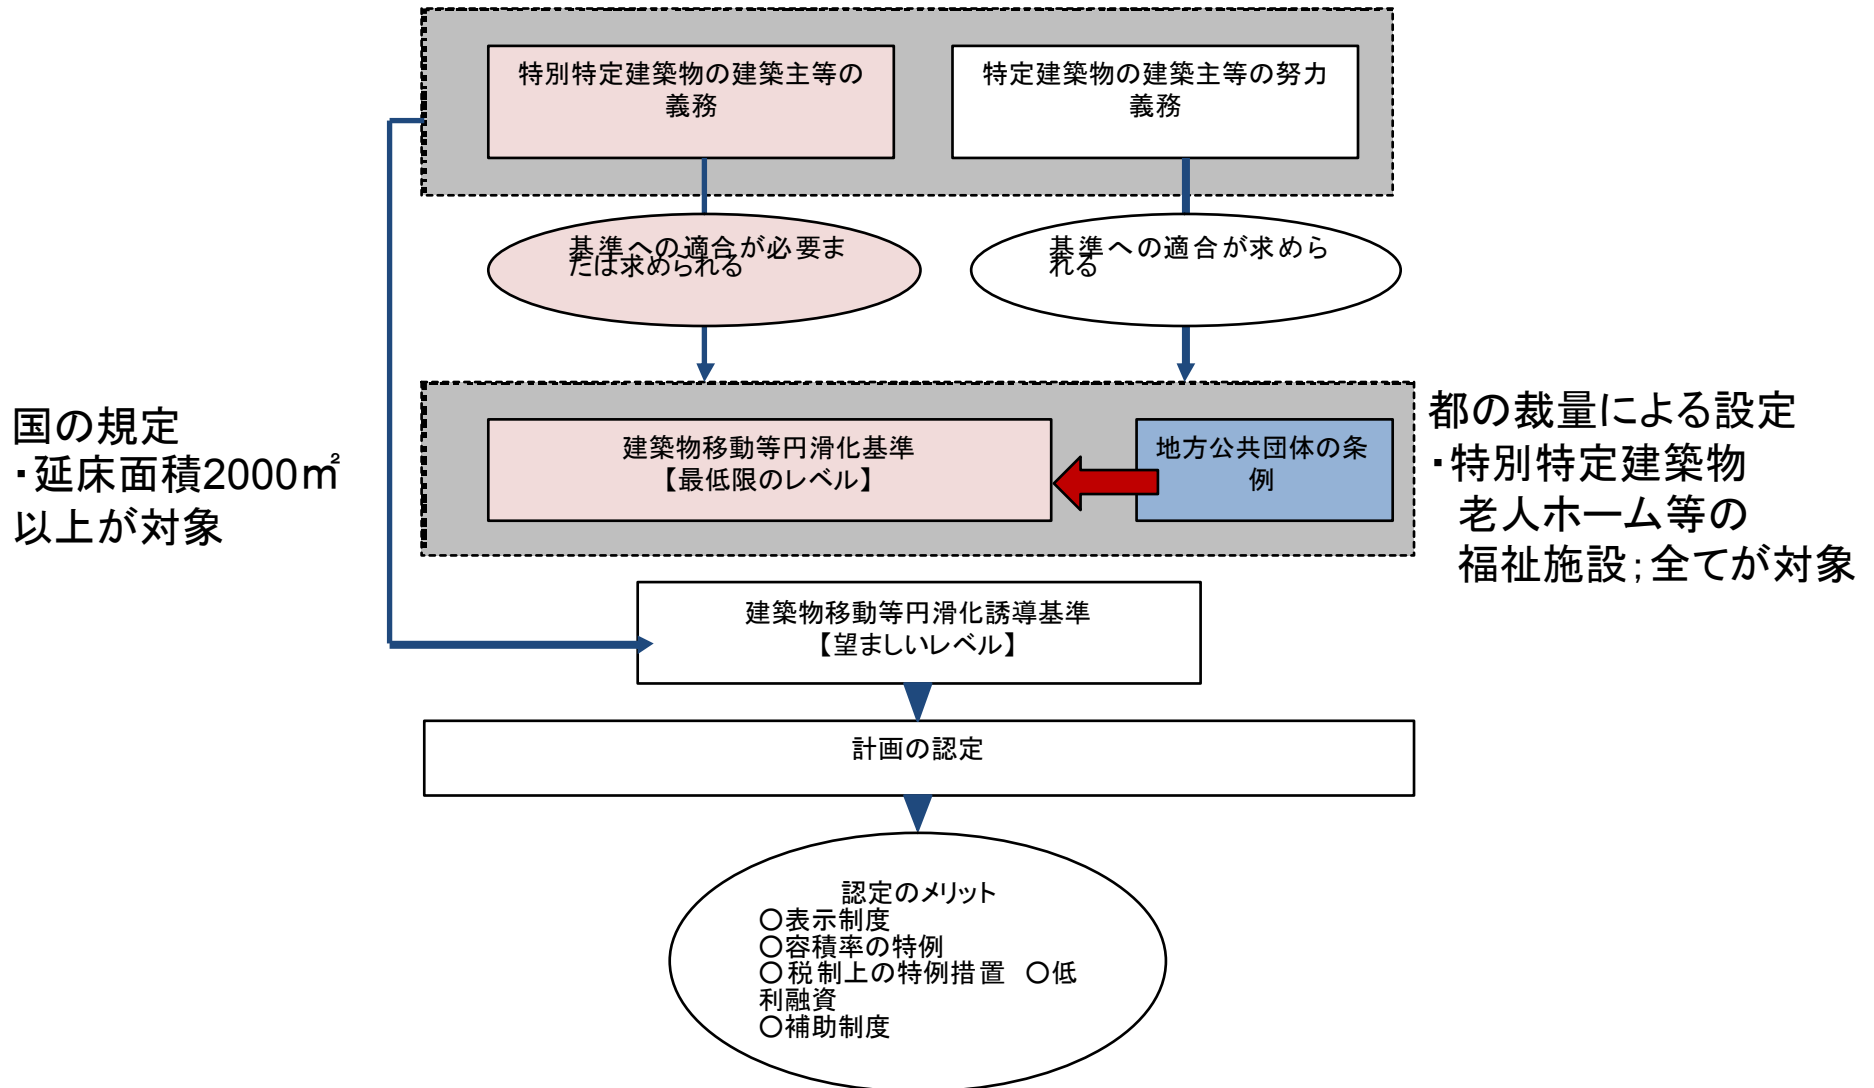 特別特定建築物の建築主等の
義務
特定建築物の建築主等の努力
義務
基準への適合が必要ま
たは求められる
基準への適合が求めら
れる
国の規定
・延床面積2000㎡
以上が対象
建築物移動等円滑化基準
【最低限のレベル】
地方公共団体の条
例
都の裁量による設定
・特別特定建築物
老人ホーム等の
福祉施設；全てが対象
建築物移動等円滑化誘導基準
【望ましいレベル】
計画の認定
認定のメリット
○表示制度
○容積率の特例
○税制上の特例措置　○低
利融資
○補助制度